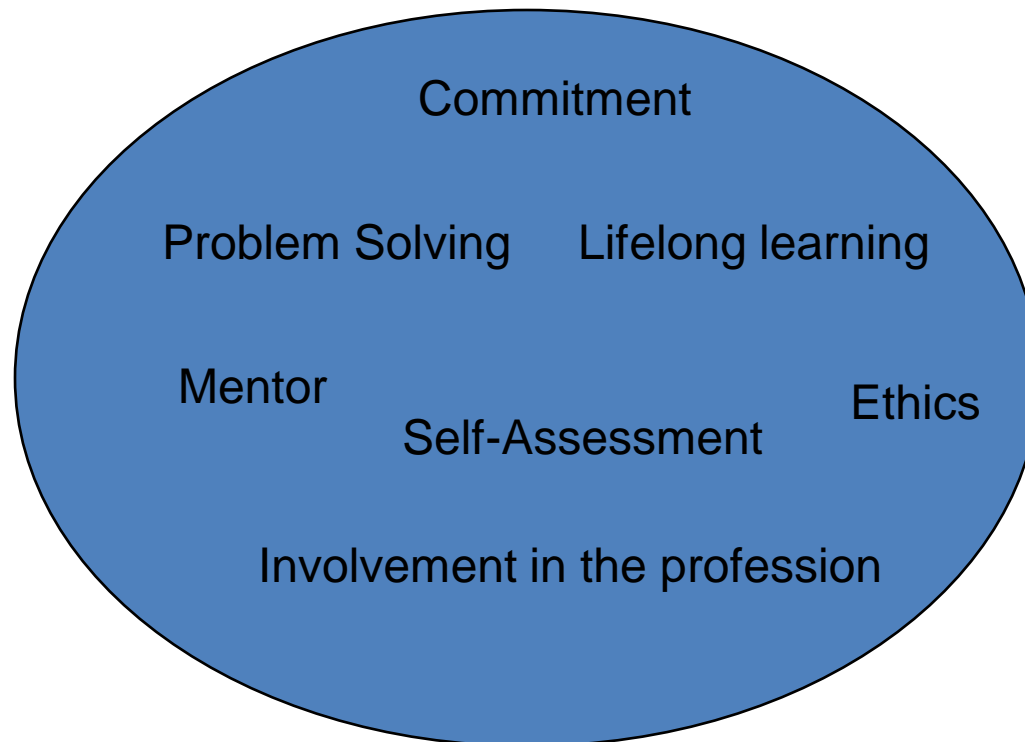 Commitment
Problem Solving
Lifelong learning
Mentor
Ethics
Self-Assessment
Involvement in the profession